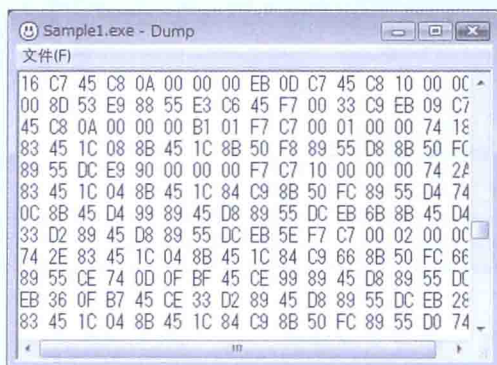 Sample1.exe - Dump
文件(F)
16 C7 45 C8 0A 00 00 00 EB 0D C7 45 C8 10 00 0C
00 8D 53 E9 88 55 E3 C6 45 F7 00 33 C9 EB 09 C7
45 C8 0A 00 00 00 B1 01 F7 C7 00 01 00 00 74 18
83 45 1C 08 8B 45 1C 8B 50 F8 89 55 D8 8B 50 FC
89 55 DC E9 90 00 00 00 F7 C7 10 00 00 00 74 2A
83 45 1C 04 8B 45 1C 84 C9 8B 50 FC 89 55 D4 74
0C 8B 45 D4 99 89 45 D8 89 55 DC EB 6B 8B 45 D4
33 D2 89 45 D8 89 55 DC EB 5E F7 C7 00 02 00 0C
74 2E 83 45 1C 04 8B 45 1C 84 C9 66 8B 50 FC 66
89 55 CE 74 0D 0F BF 45 CE 99 89 45 D8 89 55 DC
EB 36 0F B7 45 CE 33 D2 89 45 D8 89 55 DC EB 28
83 45 1C 04 8B 45 1C 84 C9 8B 50 FC 89 55 D0 74